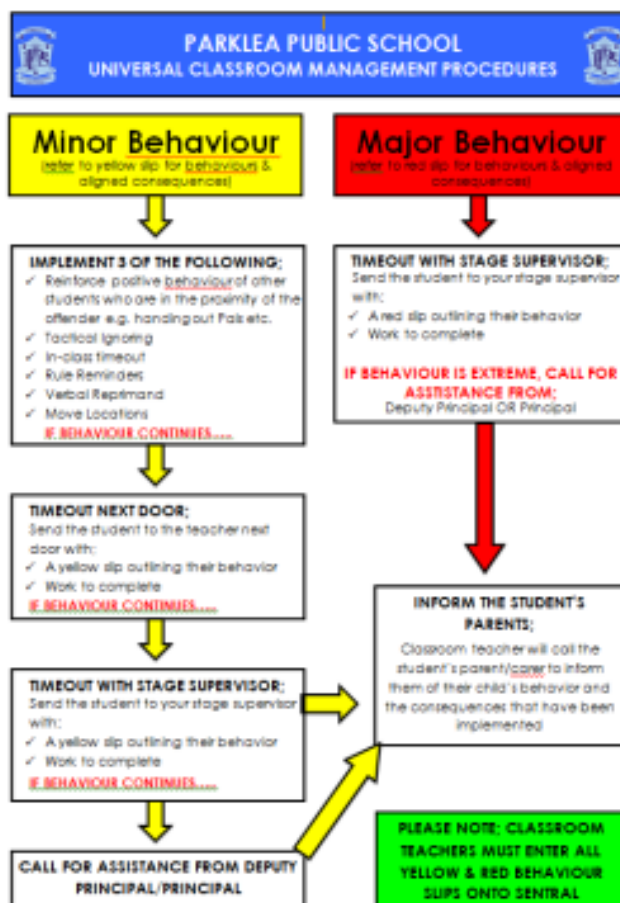 PARKLEA PUBLIC SCHOOL
UNIVERSAL CLASSROOM MANAGEMENT PROCEDURES
Minor Behaviour
(refer to yellow slip for behaviours &
aligned consequences)
IMPLEMENT 3 OF THE FOLLOWING;
✓ Reinforce positive behaviour of other
students who are in the proximity of the
offender e.g. handing out Pals etc.
✓ Tactical Ignoring
✓ In-class timeout
✓ Rule Reminders
✓ Verbal Reprimand
✓ Move Locations
IF BEHAVIOUR CONTINUES.....
TIMEOUT NEXT DOOR;
Send the student to the teacher next
door with;
✓ A yellow slip outlining their behavior
✓ Work to complete
IF BEHAVIOUR CONTINUES.....
TIMEOUT WITH STAGE SUPERVISOR;
Send the student to your stage supervisor
with;
✓ A yellow slip outlining their behavior
✓ Work to complete
IF BEHAVIOUR CONTINUES.....
CALL FOR ASSISTANCE FROM DEPUTY
PRINCIPAL/PRINCIPAL
Major Behaviour
(refer to red slip for behaviours & aligned
consequences)
TIMEOUT WITH STAGE SUPERVISOR;
Send the student to your stage supervisor
with;
✓ A red slip outlining their behavior
✓ Work to complete
IF BEHAVIOUR IS EXTREME, CALL FOR
ASSTISTANCE FROM;
Deputy Principal OR Principal
INFORM THE STUDENT'S
PARENTS;
Classroom teacher will call the
student's parent/carer to inform
them of their child's behavior and
the consequences that have been
implemented
PLEASE NOTE; CLASSROOM
TEACHERS MUST ENTER ALL
YELLOW & RED BEHAVIOUR
SLIPS ONTO SENTRAL